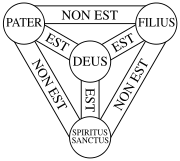 NON EST
PATER
FILIUS
EST
EST
DEUS
NON EST
EST
NON EST
SPIRITUS
SANCTUS